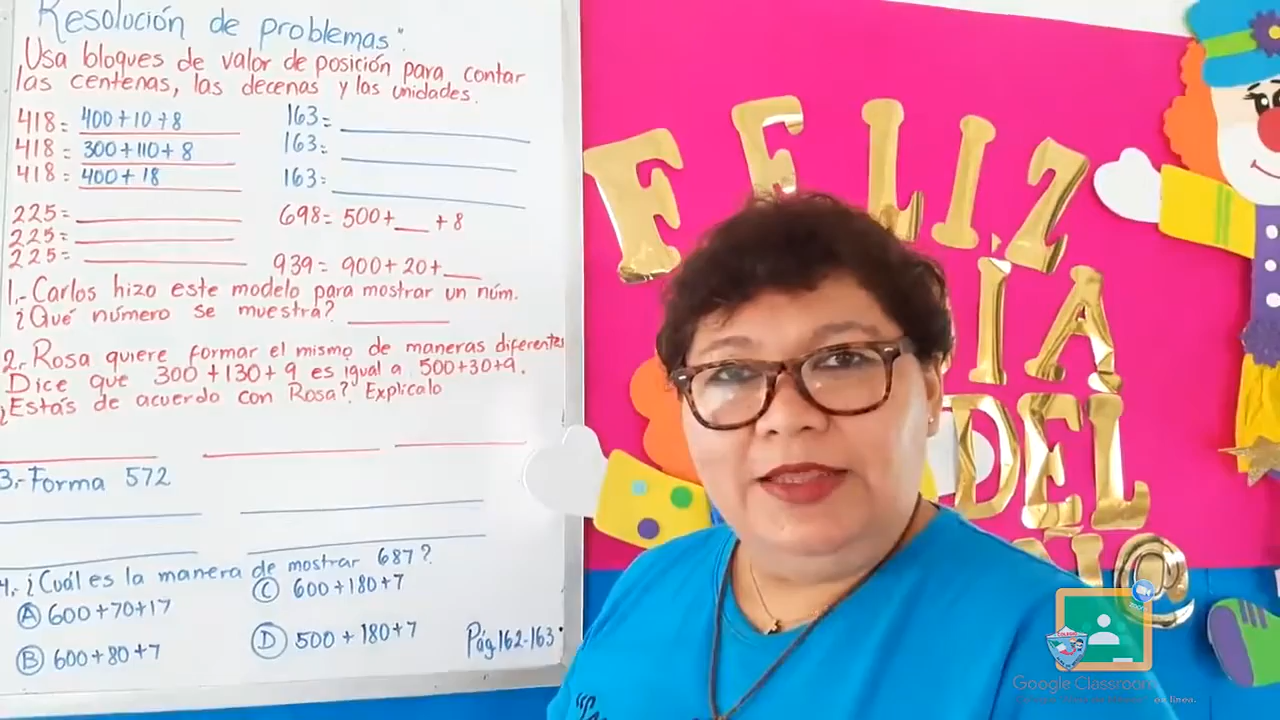 Resolución de problemas:
Usa bloques de valor de posición para contar
las centenas, las decenas y las unidades.
418= 400+10+8
418= 300+110+8
418= 400+18
163=
163=
163=
225=
225=
225=
698= 500+___+8
939= 900+20+___
1.- Carlos hizo este modelo para mostrar un núm.
¿Qué número se muestra? ___
2.- Rosa quiere formar el mismo de maneras diferentes
Dice que 300+130+9 es igual a 500+30+9.
¿Estás de acuerdo con Rosa? Explícalo
3.- Forma 572
4.- ¿Cuál es la manera de mostrar 687?
A 600+70+17
B 600+80+7
C 600+180+7
D 500+180+7
Pág. 162-163
FELIZ
DÍA
DEL
Google Classroom
en línea.